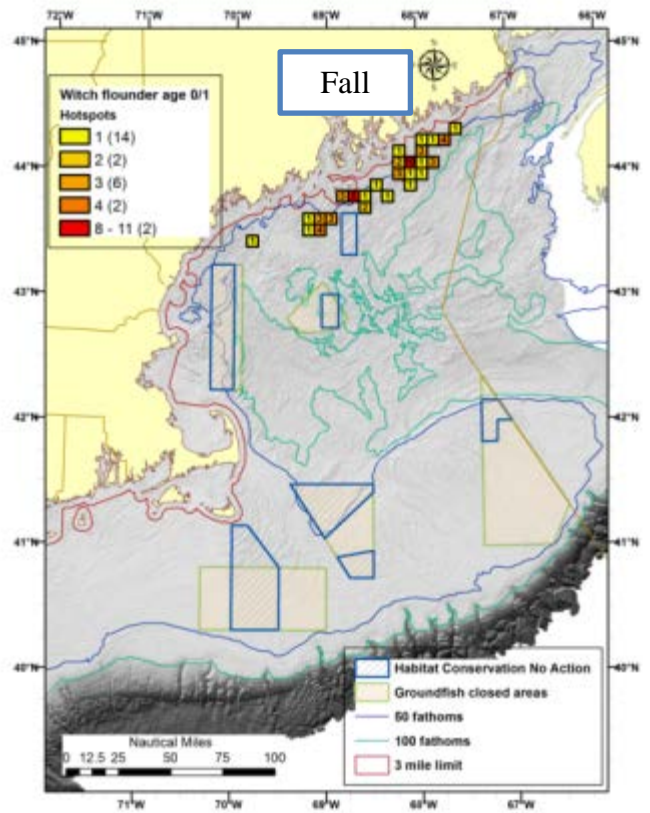 72°W 71°W 70°W 69°W 68°W 67°W 66°W
45°N 45°N
Fall
Witch flounder age 0/1
Hotspots
1 (14)
2 (2)
3 (6)
4 (2)
8 - 11 (2)
44°N 44°N
43°N 43°N
42°N 42°N
41°N 41°N
40°N 40°N
Habitat Conservation No Action
Groundfish closed areas
50 fathoms
100 fathoms
3 mile limit
Nautical Miles
0 12.5 25 50 75 100
71°W 70°W 69°W 68°W 67°W